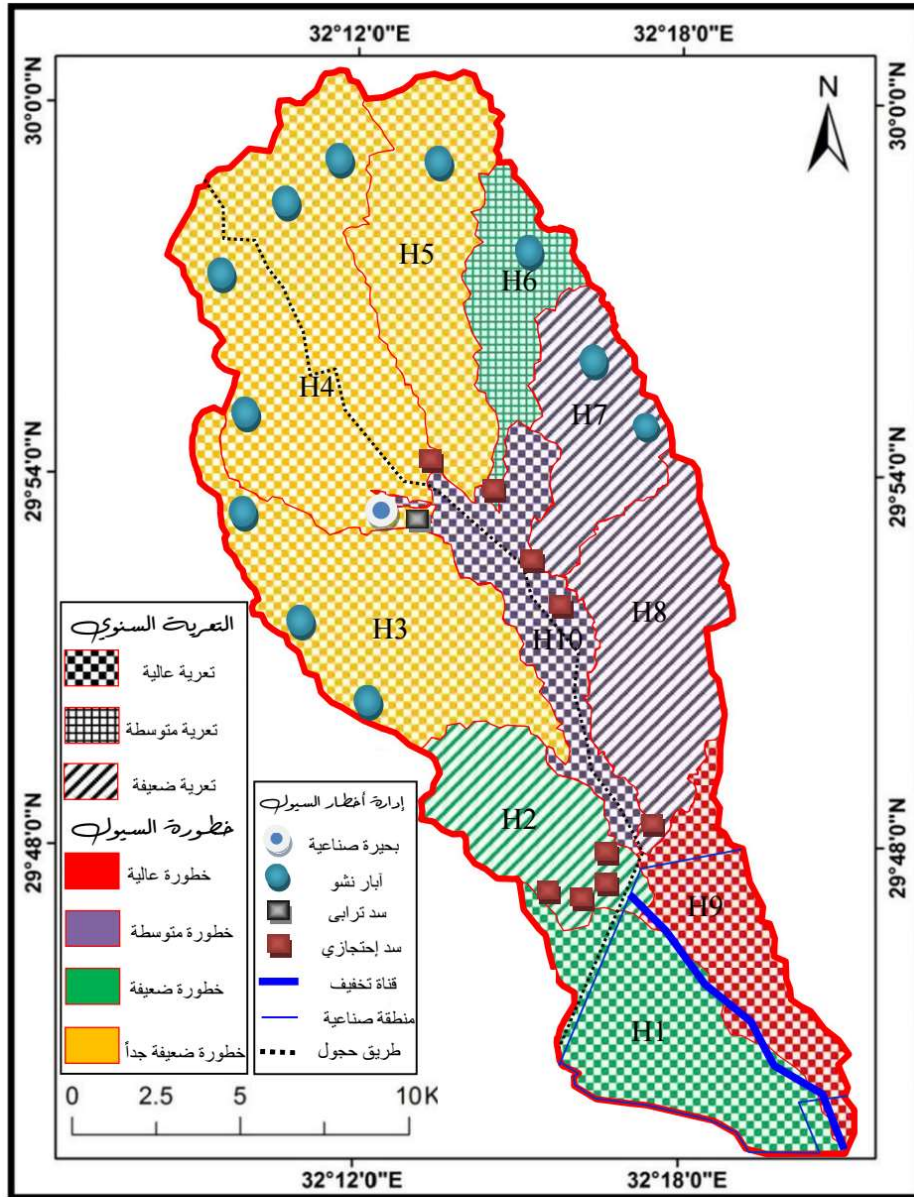 32°12'0"E 32°18'0"E
30°0'0"N
30°0'0"N
N
H5
H6
H4
H7
29°54'0"N
29°54'0"N
H3
H8
H10
H2
H9
H1
29°48'0"N
29°48'0"N
التعرية السنوي
تعرية عالية
تعرية متوسطة
تعرية ضعيفة
خطورة السيول
خطورة عالية
خطورة متوسطة
خطورة ضعيفة
خطورة ضعيفة جداً
إدارة أخطار السيول
بحيرة صناعية
آبار نشو
سد ترابى
سد إحتجازي
قناة تخفيف
منطقة صناعية
طريق حجول
0 2.5 5 10K
32°12'0"E 32°18'0"E